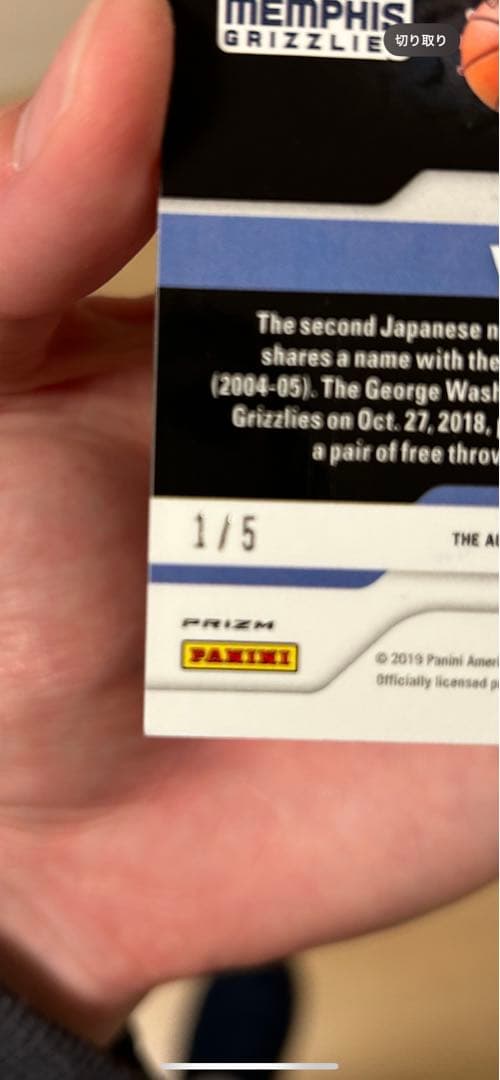 MEMPHIS
GRIZZLIE
切り取り
The second Japanese n
shares a name with the
(2004-05). The George Wash
Grizzlies on Oct. 27, 2018,
a pair of free throw
1/5
THE AU
PRIZM
PANINI
© 2019 Panini Ameri
Officially licensed p